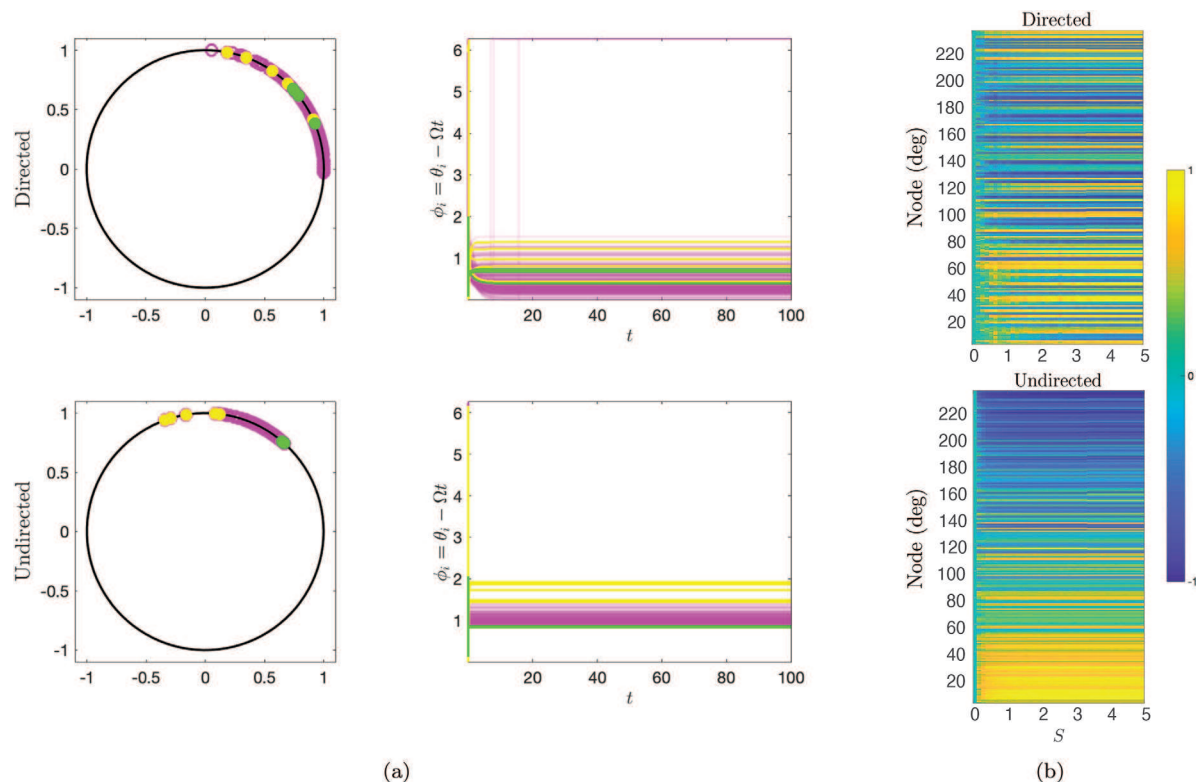 Directed
1
0.5
0
-0.5
-1
-1 -0.5 0 0.5 1
ϕi = θi − Ωt
6
5
4
3
2
1
20 40 60 80 100
t
Undirected
1
0.5
0
-0.5
-1
-1 -0.5 0 0.5 1
ϕi = θi − Ωt
6
5
4
3
2
1
20 40 60 80 100
t
(a)
Directed
Node (deg)
220
200
180
160
140
120
100
80
60
40
20
0 1 2 3 4 5
Undirected
Node (deg)
220
200
180
160
140
120
100
80
60
40
20
0 1 2 3 4 5
S
1
0
-1
(b)